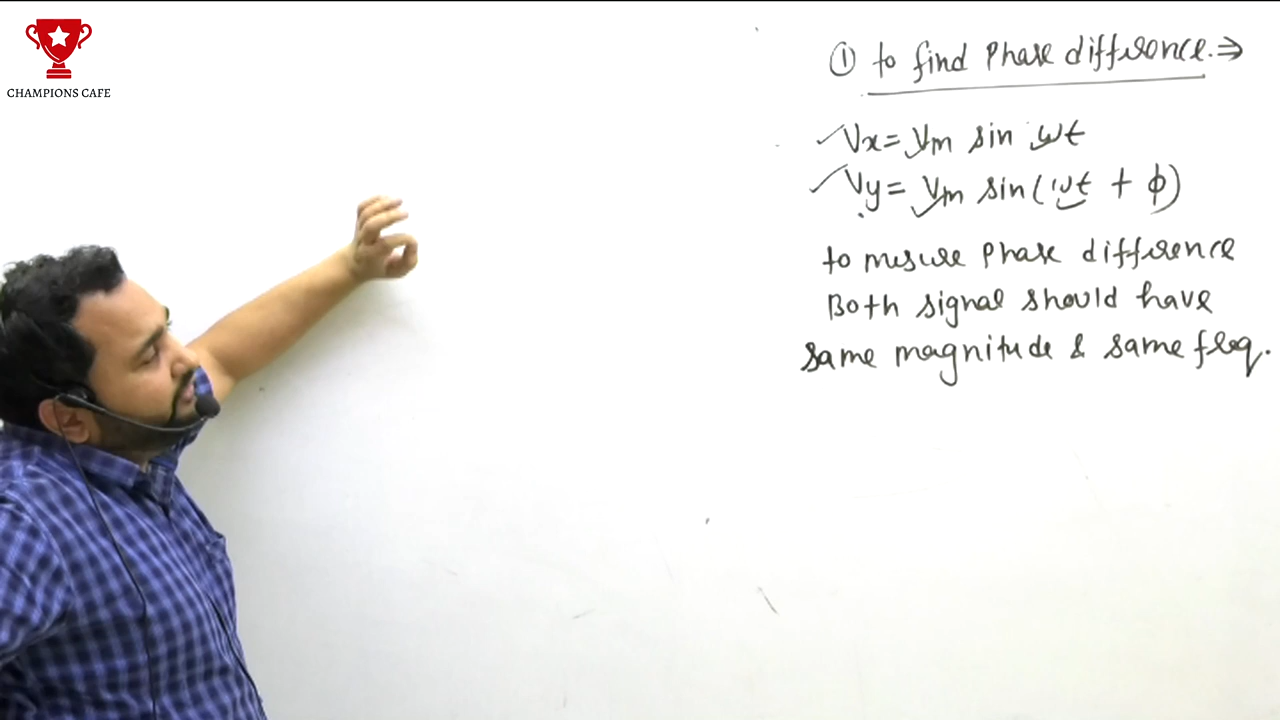 CHAMPIONS CAFE
① to find Phase difference. ⇒
Vx = Vm sin ωt
Vy = Vm sin (ωt + ϕ)
to mesure Phase difference
Both signal should have
same magnitude & same freq.